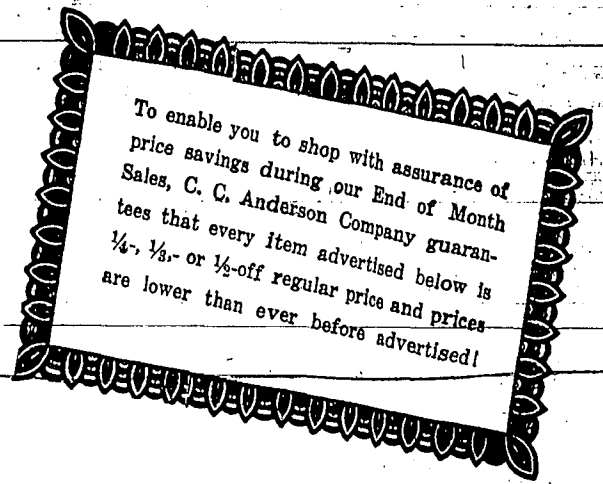 To enable you to shop with assurance of
price savings during our End of Month
Sales, C. C. Anderson Company guaran-
tees that every item advertised below is
¼-, ⅓,- or ½-off regular price and prices
are lower than ever before advertised!